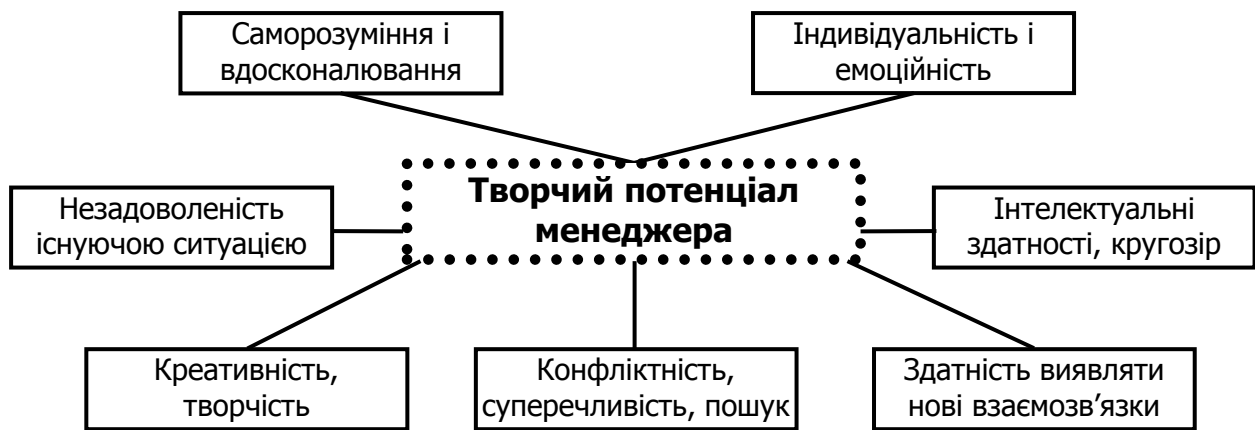 Саморозуміння і
вдосконалювання
Індивідуальність і
емоційність
Творчий потенціал
менеджера
Незадоволеність
існуючою ситуацією
Інтелектуальні
здатності, кругозір
Креативність,
творчість
Конфліктність,
суперечливість, пошук
Здатність виявляти
нові взаємозв’язки